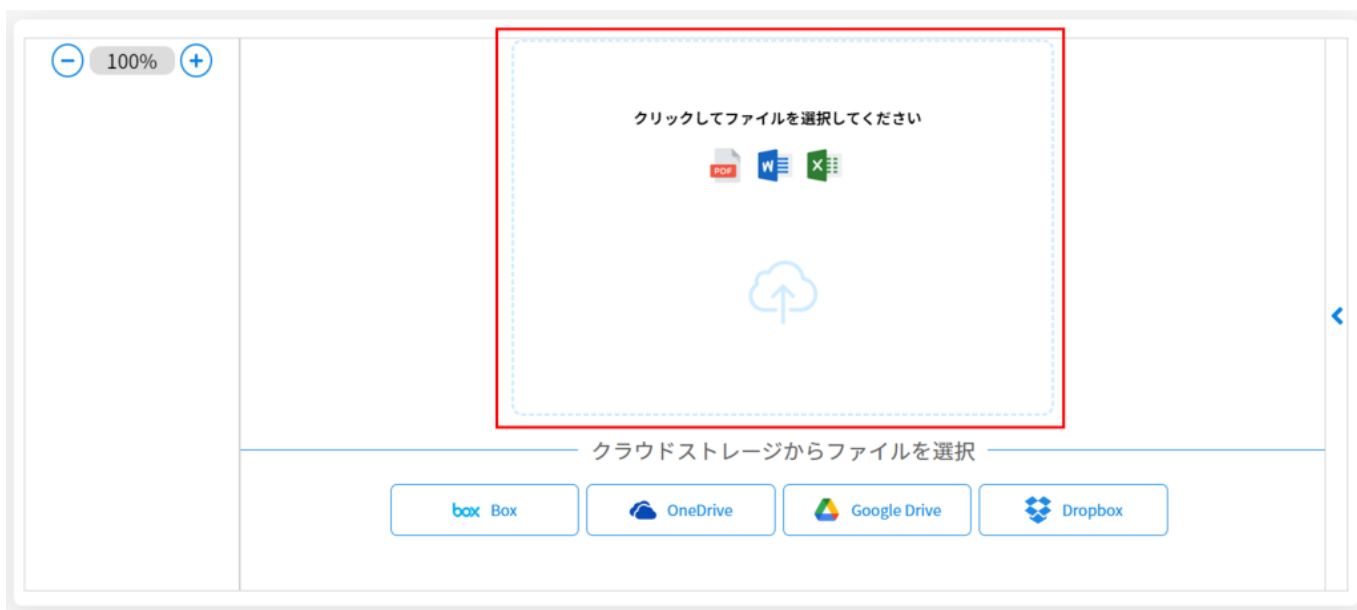 100%
クリックしてファイルを選択してください
PDF W X
クラウドストレージからファイルを選択
box Box OneDrive Google Drive Dropbox